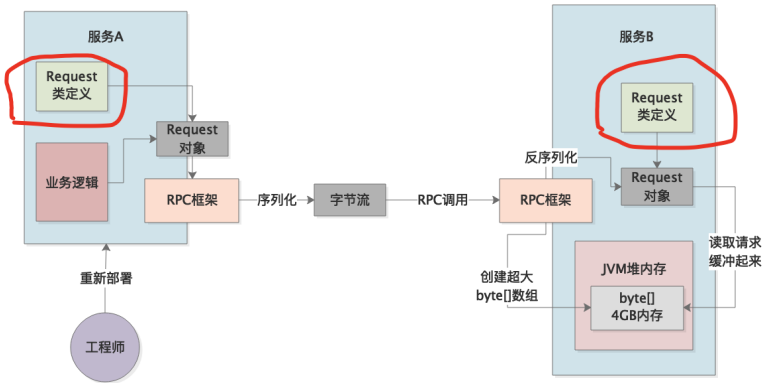 服务A
Request
类定义
Request
对象
业务逻辑
RPC框架
序列化
字节流
RPC调用
重新部署
工程师
服务B
Request
类定义
反序列化
Request
对象
RPC框架
读取请求
缓冲起来
创建超大
byte[]数组
JVM堆内存
byte[]
4GB内存